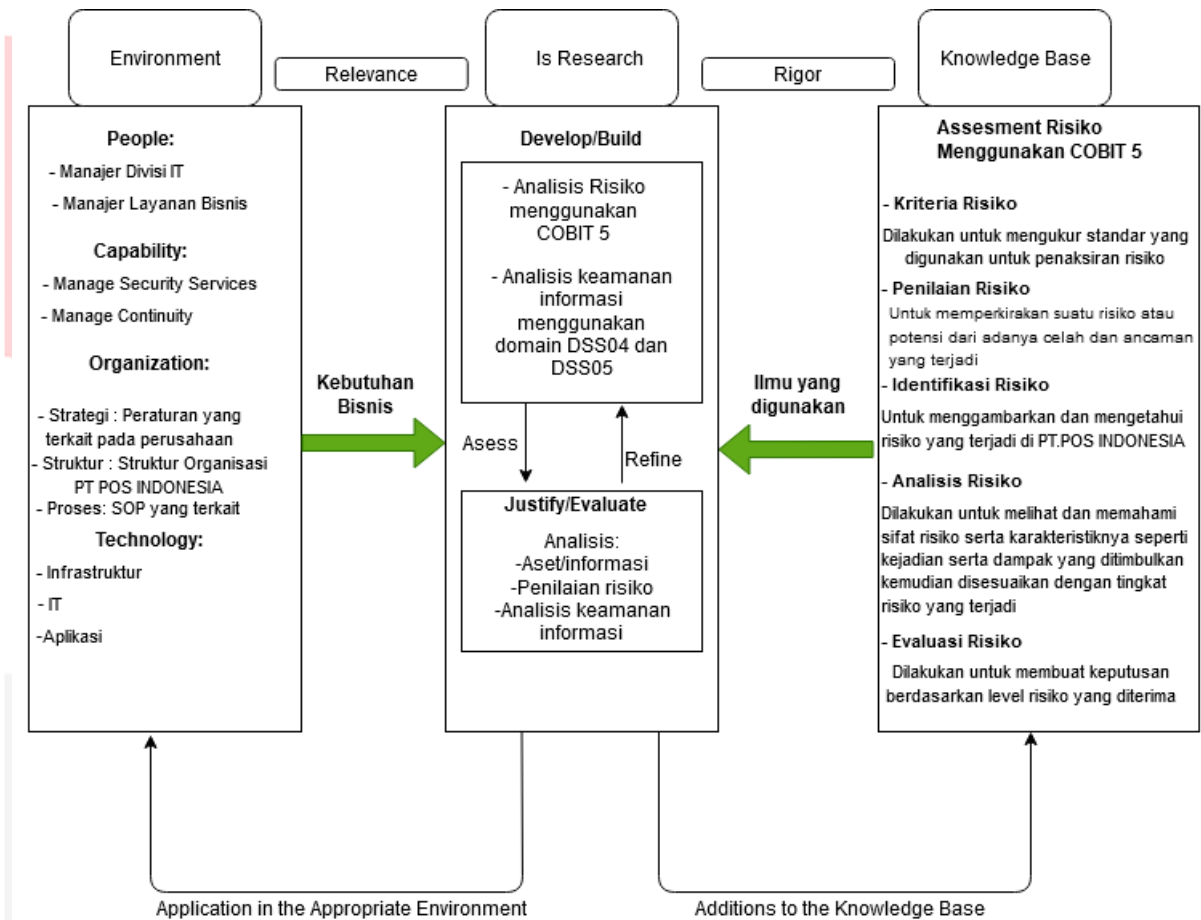 Environment
Relevance
Is Research
Rigor
Knowledge Base
People:
- Manajer Divisi IT
- Manajer Layanan Bisnis
Capability:
- Manage Security Services
- Manage Continuity
Organization:
- Strategi : Peraturan yang
terkait pada perusahaan
- Struktur : Struktur Organisasi
PT POS INDONESIA
- Proses: SOP yang terkait
Technology:
- Infrastruktur
- IT
-Aplikasi
Kebutuhan
Bisnis
Develop/Build
- Analisis Risiko
menggunakan
COBIT 5
- Analisis keamanan
informasi
menggunakan
domain DSS04 dan
DSS05
Asess
Refine
Justify/Evaluate
Analisis:
-Aset/informasi
-Penilaian risiko
-Analisis keamanan
informasi
Ilmu yang
digunakan
Assesment Risiko
Menggunakan COBIT 5
- Kriteria Risiko
Dilakukan untuk mengukur standar yang
digunakan untuk penaksiran risiko
- Penilaian Risiko
Untuk memperkirakan suatu risiko atau
potensi dari adanya celah dan ancaman
yang terjadi
- Identifikasi Risiko
Untuk menggambarkan dan mengetahui
risiko yang terjadi di PT.POS INDONESIA
- Analisis Risiko
Dilakukan untuk melihat dan memahami
sifat risiko serta karakteristiknya seperti
kejadian serta dampak yang ditimbulkan
kemudian disesuaikan dengan tingkat
risiko yang terjadi
- Evaluasi Risiko
Dilakukan untuk membuat keputusan
berdasarkan level risiko yang diterima
Application in the Appropriate Environment
Additions to the Knowledge Base